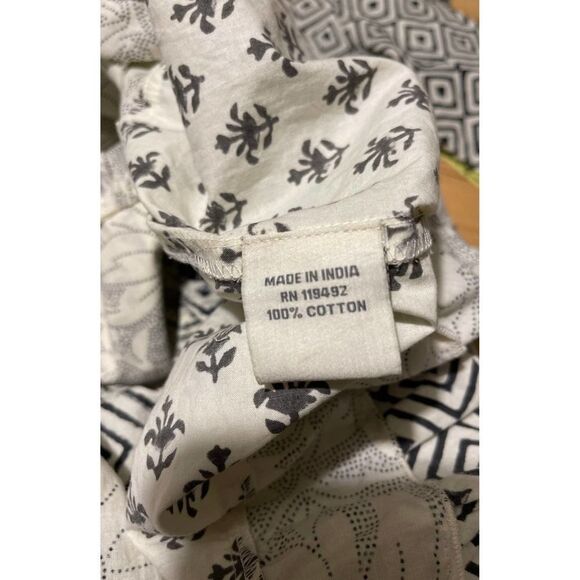 MADE IN INDIA
RN 119492
100% COTTON